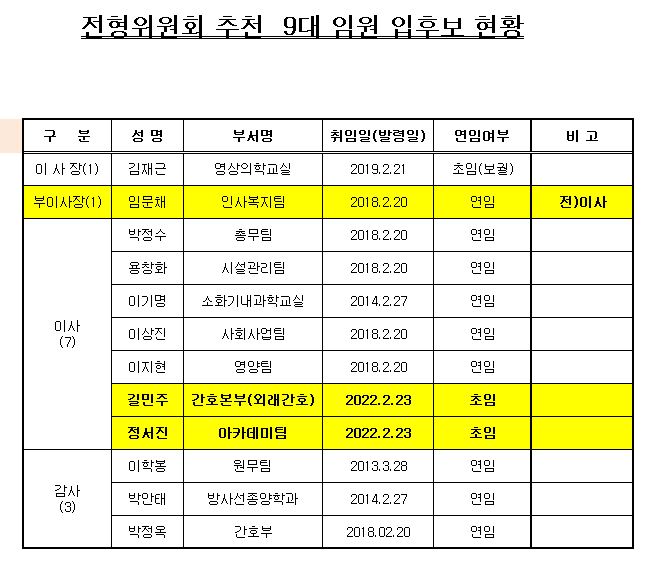 전형위원회 추천 9대 임원 입후보 현황
구 분 성 명 부서명 취임일(발령일) 연임여부 비 고
이 사 장(1) 김재근 영상의학교실 2019.2.21 초임(보궐)
부이사장(1) 임문채 인사복지팀 2018.2.20 연임 전)이사
박정수 총무팀 2018.2.20 연임
용창화 시설관리팀 2018.2.20 연임
이기명 소화기내과학교실 2014.2.27 연임
이사
(7)
이상진 사회사업팀 2018.2.20 연임
이지현 영양팀 2018.2.20 연임
길민주 간호본부(외래간호) 2022.2.23 초임
정서진 아카데미팀 2022.2.23 초임
이학봉 원무팀 2013.3.28 연임
감사
(3)
박안태 방사선종양학과 2014.2.27 연임
박정옥 간호부 2018.02.20 연임